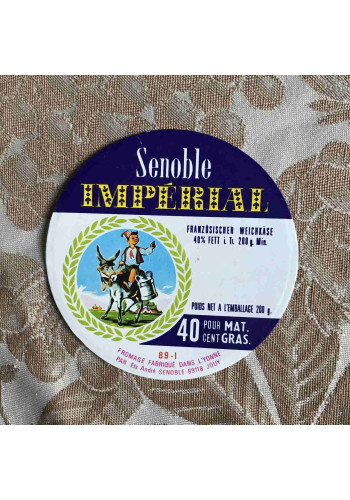 Senoble
IMPÉRIAL
FRANZÖSISCHER WEICHKÄSE
40% FETT i. Tr. 200 g. Min.
POIDS NET A L'EMBALLAGE 200 g.
40 POUR CENT MAT. GRAS.
89-I
FROMAGE FABRIQUÉ DANS L'YONNE
PAR Ets André SENOBLE 89116 JOUY